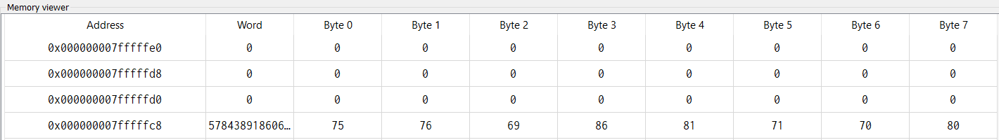 Memory viewer
Address Word Byte 0 Byte 1 Byte 2 Byte 3 Byte 4 Byte 5 Byte 6 Byte 7
0x000000007fffffe0 0 0 0 0 0 0 0 0 0
0x000000007fffffd8 0 0 0 0 0 0 0 0 0
0x000000007fffffd0 0 0 0 0 0 0 0 0 0
0x000000007fffffc8 578438918606... 75 76 69 86 81 71 70 80